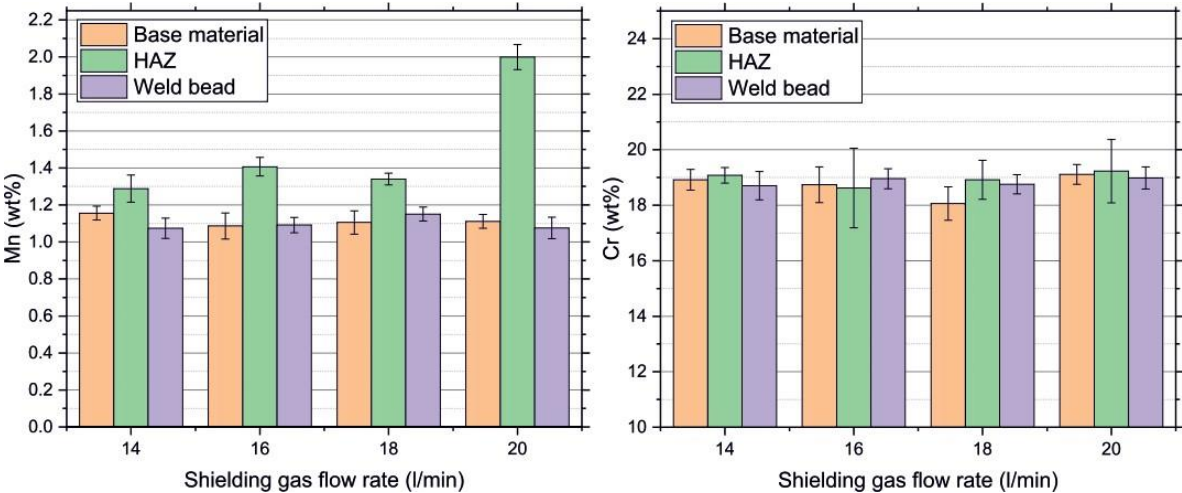 Mn (wt%)
2.2
2.0
1.8
1.6
1.4
1.2
1.0
0.8
0.6
0.4
0.2
0.0
Base material
HAZ
Weld bead
14 16 18 20
Shielding gas flow rate (l/min)
Cr (wt%)
24
22
20
18
16
14
12
10
Base material
HAZ
Weld bead
14 16 18 20
Shielding gas flow rate (l/min)